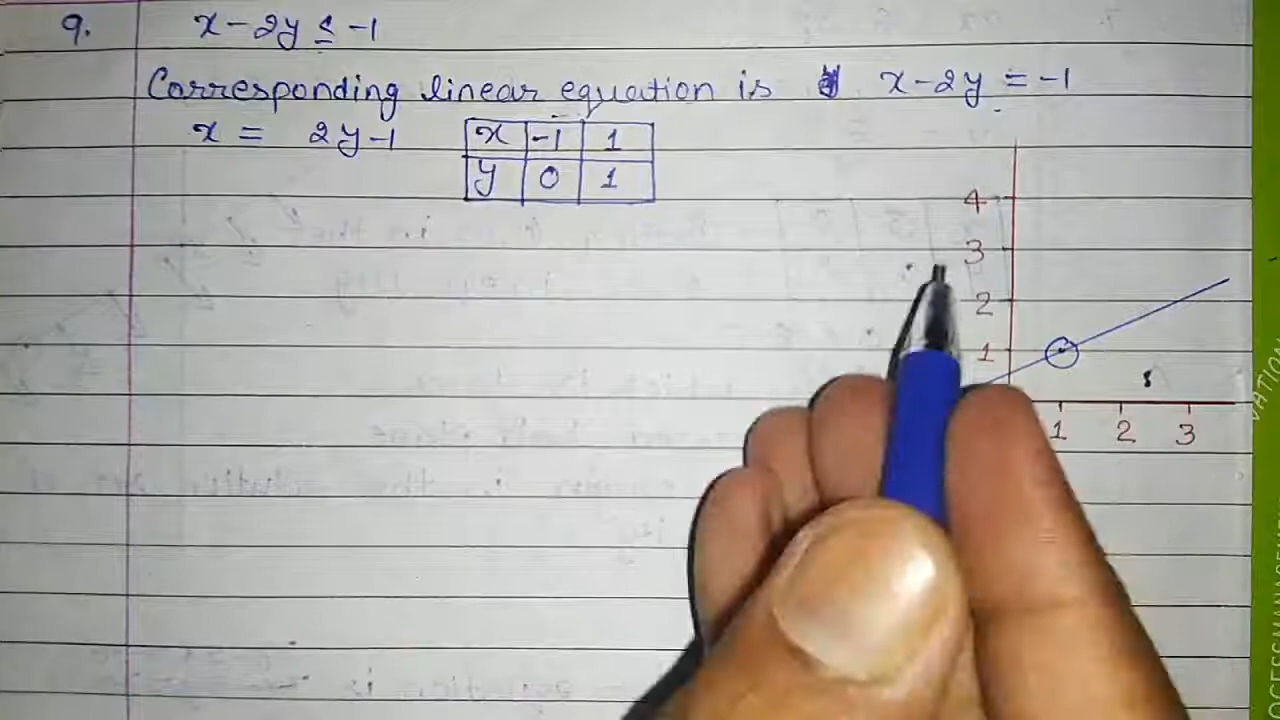 9. x - 2y ≤ -1
Corresponding linear equation is x - 2y = -1
x = 2y - 1
x -1 1
y 0 1
4
3
2
1
1 2 3